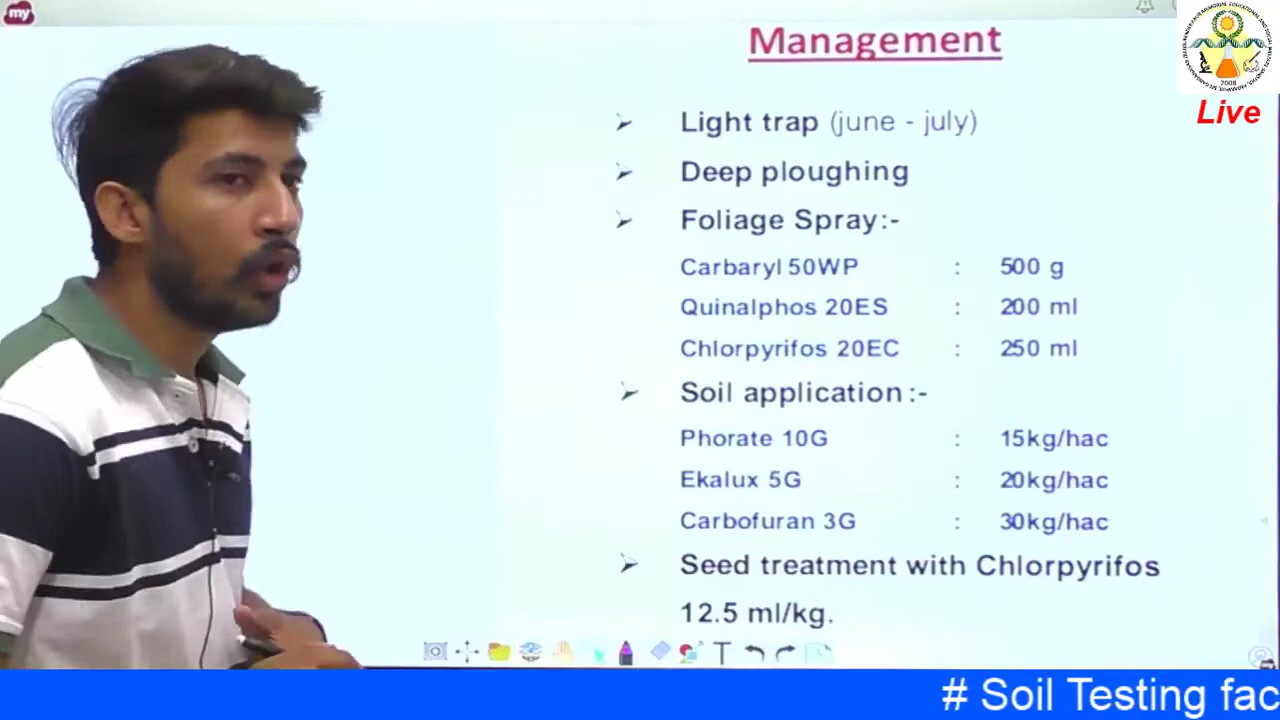 my
Management
Live
➢ Light trap (june - july)
➢ Deep ploughing
➢ Foliage Spray:-
Carbaryl 50WP : 500 g
Quinalphos 20ES : 200 ml
Chlorpyrifos 20EC : 250 ml
➢ Soil application :-
Phorate 10G : 15kg/hac
Ekalux 5G : 20kg/hac
Carbofuran 3G : 30kg/hac
➢ Seed treatment with Chlorpyrifos
12.5 ml/kg.
2008
# Soil Testing fac